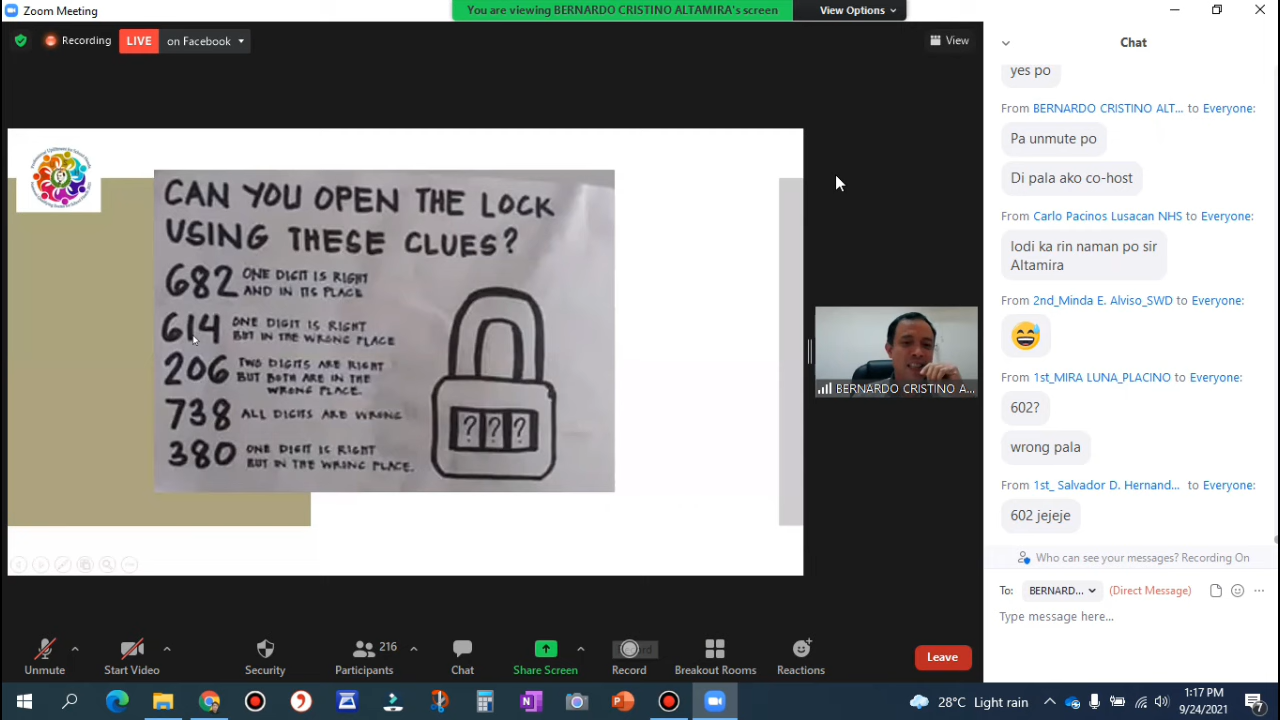 Zoom Meeting
You are viewing BERNARDO CRISTINO ALTAMIRA's screen
View Options
Recording
LIVE
on Facebook
View
CAN YOU OPEN THE LOCK
USING THESE CLUES?
682 ONE DIGIT IS RIGHT
AND IN ITS PLACE
614 ONE DIGIT IS RIGHT
BUT IN THE WRONG PLACE
206 TWO DIGITS ARE RIGHT
BUT BOTH ARE IN THE
WRONG PLACE.
738 ALL DIGITS ARE WRONG
380 ONE DIGIT IS RIGHT
BUT IN THE WRONG PLACE.
? ? ?
BERNARDO CRISTINO A...
Chat
yes po
From BERNARDO CRISTINO ALT... to Everyone:
Pa unmute po
Di pala ako co-host
From Carlo Pacinos Lusacan NHS to Everyone:
lodi ka rin naman po sir
Altamira
From 2nd_Minda E. Alviso_SWD to Everyone:
From 1st_MIRA LUNA_PLACINO to Everyone:
602?
wrong pala
From 1st_ Salvador D. Hernand... to Everyone:
602 jejeje
Who can see your messages? Recording On
To: BERNARD... (Direct Message)
Type message here...
Unmute
Start Video
Security
216
Participants
Chat
Share Screen
Record
Breakout Rooms
Reactions
Leave
28°C Light rain
1:17 PM
9/24/2021
7